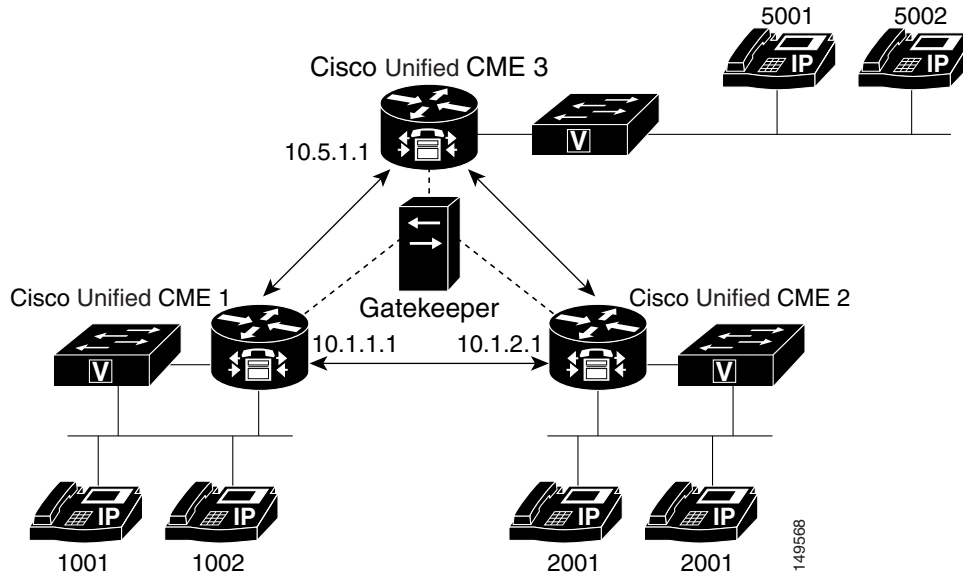 5001
5002
Cisco Unified CME 3
IP
IP
V
10.5.1.1
Gatekeeper
Cisco Unified CME 1
Cisco Unified CME 2
10.1.1.1
10.1.2.1
V
V
IP
IP
IP
IP
1001
1002
2001
2001
149568